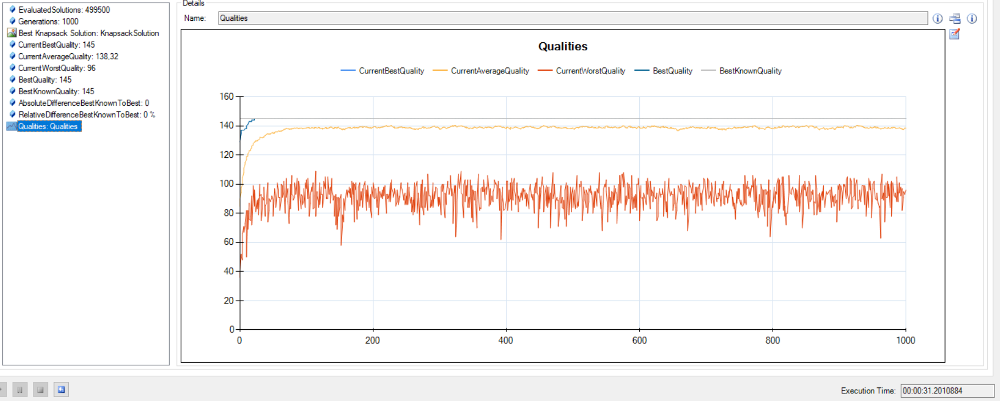 EvaluatedSolutions: 499500
Generations: 1000
Best Knapsack Solution: KnapsackSolution
CurrentBestQuality: 145
CurrentAverageQuality: 138,32
CurrentWorstQuality: 96
BestQuality: 145
BestKnownQuality: 145
AbsoluteDifferenceBestKnownToBest: 0
RelativeDifferenceBestKnownToBest: 0 %
Qualities: Qualities
Details
Name: Qualities
Qualities
CurrentBestQuality CurrentAverageQuality CurrentWorstQuality BestQuality BestKnownQuality
160
140
120
100
80
60
40
20
0
0 200 400 600 800 1000
Execution Time: 00:00:31.2010884